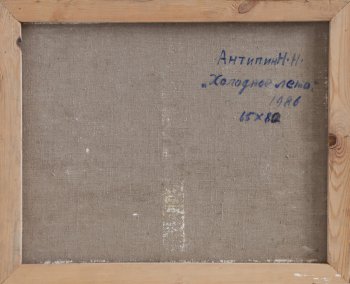 Антипин Н.Н.
„Холодное лето."
1986
65х82